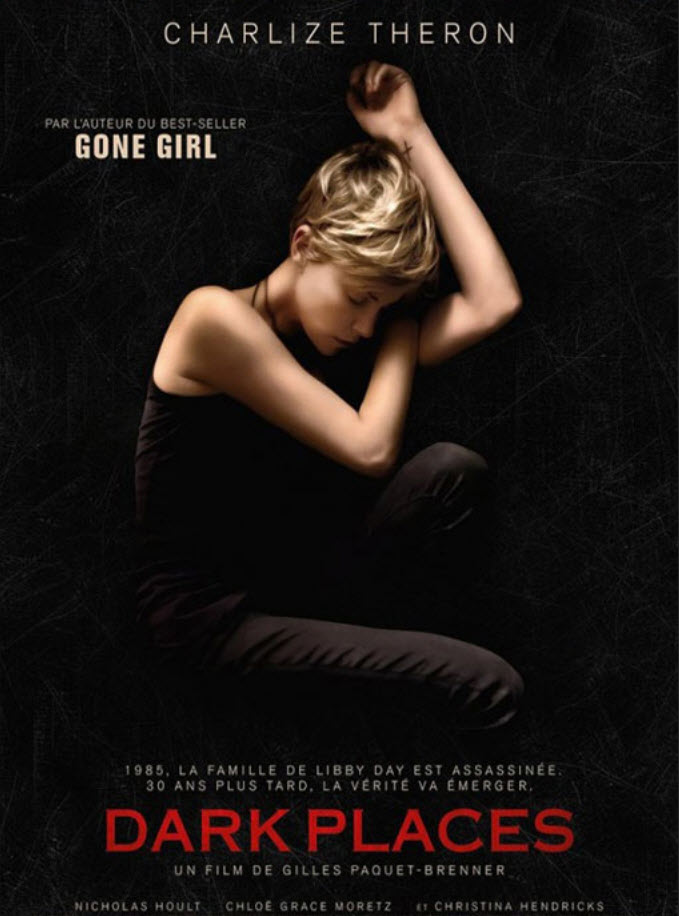 CHARLIZE THERON
PAR L'AUTEUR DU BEST-SELLER
GONE GIRL
1985, LA FAMILLE DE LIBBY DAY EST ASSASSINÉE.
30 ANS PLUS TARD, LA VÉRITÉ VA ÉMERGER.
DARK PLACES
UN FILM DE GILLES PAQUET-BRENNER
NICHOLAS HOULT CHLOË GRACE MORETZ ET CHRISTINA HENDRICKS